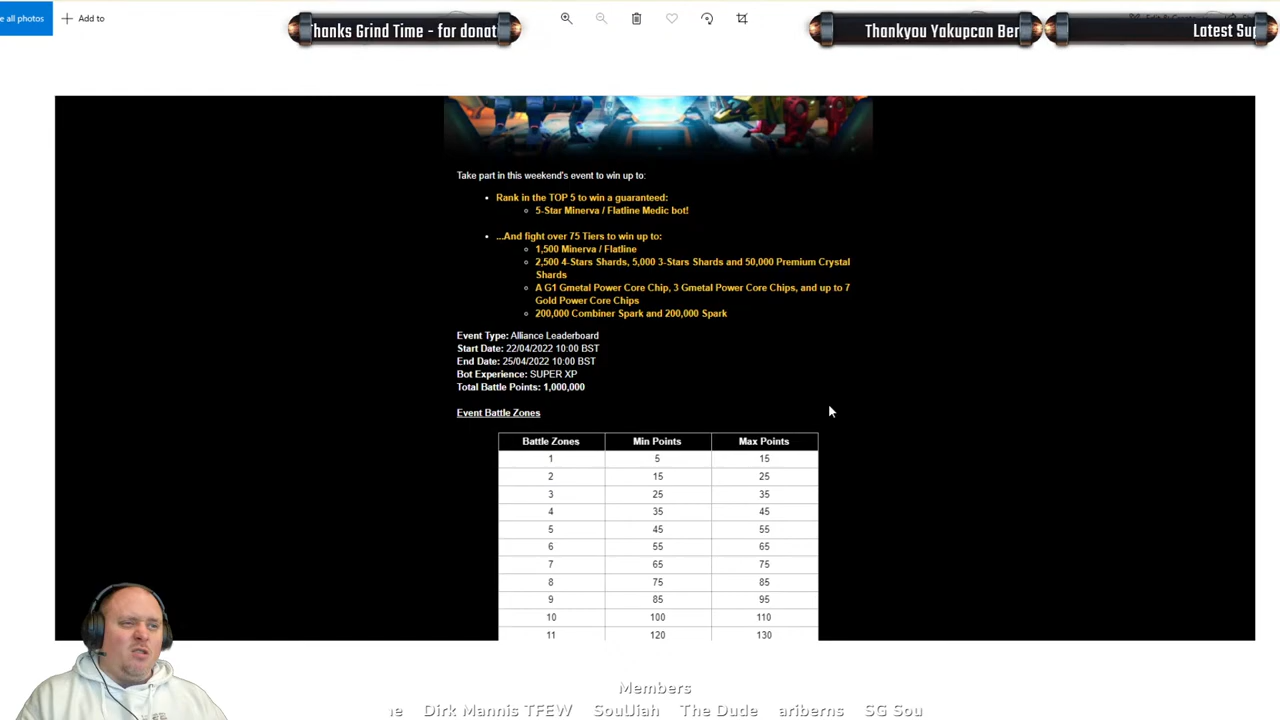 e all photos
Add to
Thanks Grind Time - for donat
Thankyou Yakupcan Ber
Latest Sup
Take part in this weekend's event to win up to:
Rank in the TOP 5 to win a guaranteed:
5-Star Minerva / Flatline Medic bot!
...And fight over 75 Tiers to win up to:
1,500 Minerva / Flatline
2,500 4-Stars Shards, 5,000 3-Stars Shards and 50,000 Premium Crystal
Shards
A G1 Gmetal Power Core Chip, 3 Gmetal Power Core Chips, and up to 7
Gold Power Core Chips
200,000 Combiner Spark and 200,000 Spark
Event Type: Alliance Leaderboard
Start Date: 22/04/2022 10:00 BST
End Date: 25/04/2022 10:00 BST
Bot Experience: SUPER XP
Total Battle Points: 1,000,000
Event Battle Zones
Battle Zones Min Points Max Points
1 5 15
2 15 25
3 25 35
4 35 45
5 45 55
6 55 65
7 65 75
8 75 85
9 85 95
10 100 110
11 120 130
Members
ne Dirk Mannis TFEW SoulJiah The Dude ariberns SG Sou